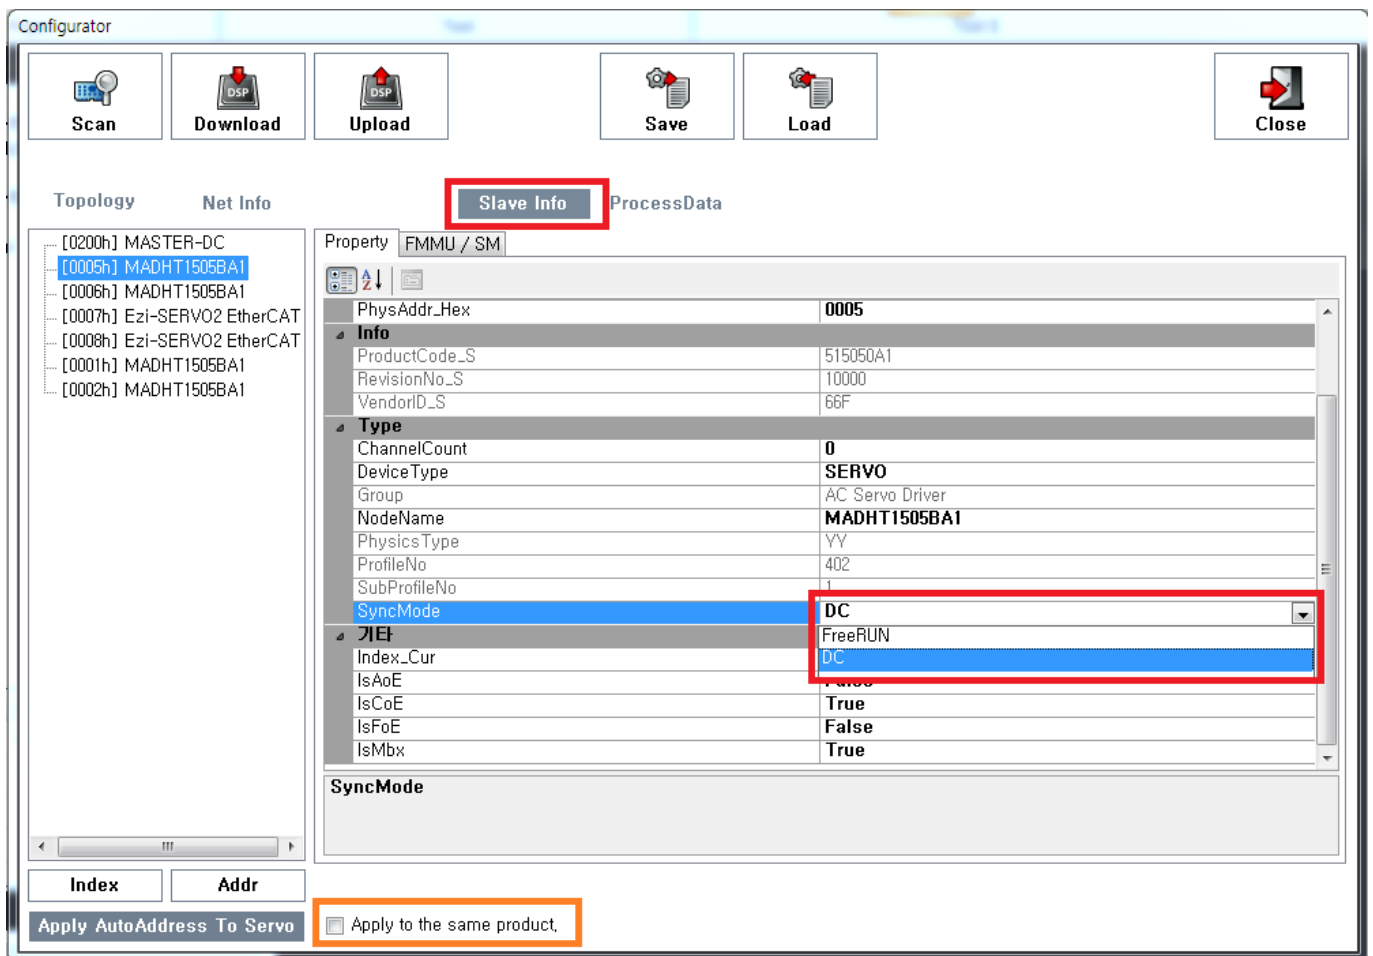 Configurator
DSP
DSP
Scan
Download
Upload
Save
Load
Close
Topology
Net Info
Slave Info
ProcessData
[0200h] MASTER-DC
[0005h] MADHT1505BA1
[0006h] MADHT1505BA1
[0007h] Ezi-SERVO2 EtherCAT
[0008h] Ezi-SERVO2 EtherCAT
[0001h] MADHT1505BA1
[0002h] MADHT1505BA1
Property
FMMU / SM
PhysAddr_Hex 0005
Info
ProductCode_S 515050A1
RevisionNo_S 10000
VendorID_S 66F
Type
ChannelCount 0
DeviceType SERVO
Group AC Servo Driver
NodeName MADHT1505BA1
PhysicsType YY
ProfileNo 402
SubProfileNo 1
SyncMode DC
기타 FreeRUN
Index_Cur DC
IsAoE False
IsCoE True
IsFoE False
IsMbx True
SyncMode
Index
Addr
Apply AutoAddress To Servo
Apply to the same product,